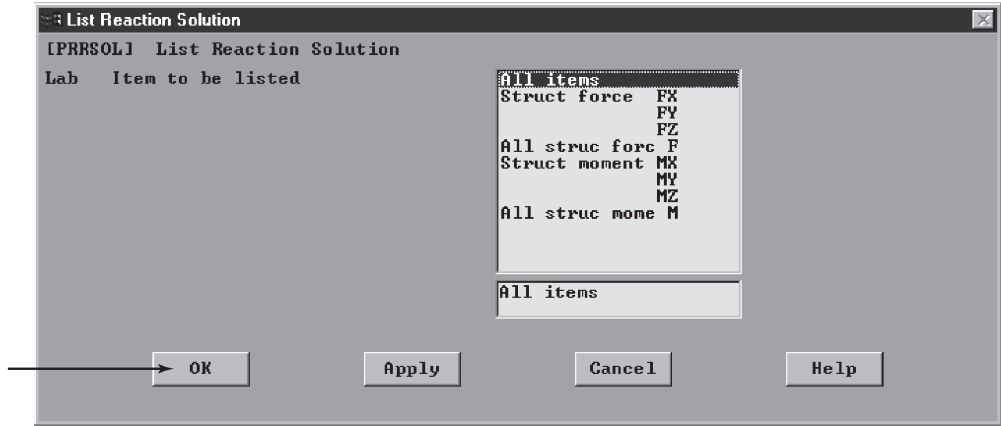 List Reaction Solution
[PRRSOL] List Reaction Solution
Lab Item to be listed
All items
Struct force FX
FY
FZ
All struc forc F
Struct moment MX
MY
MZ
All struc mome M
All items
OK
Apply
Cancel
Help